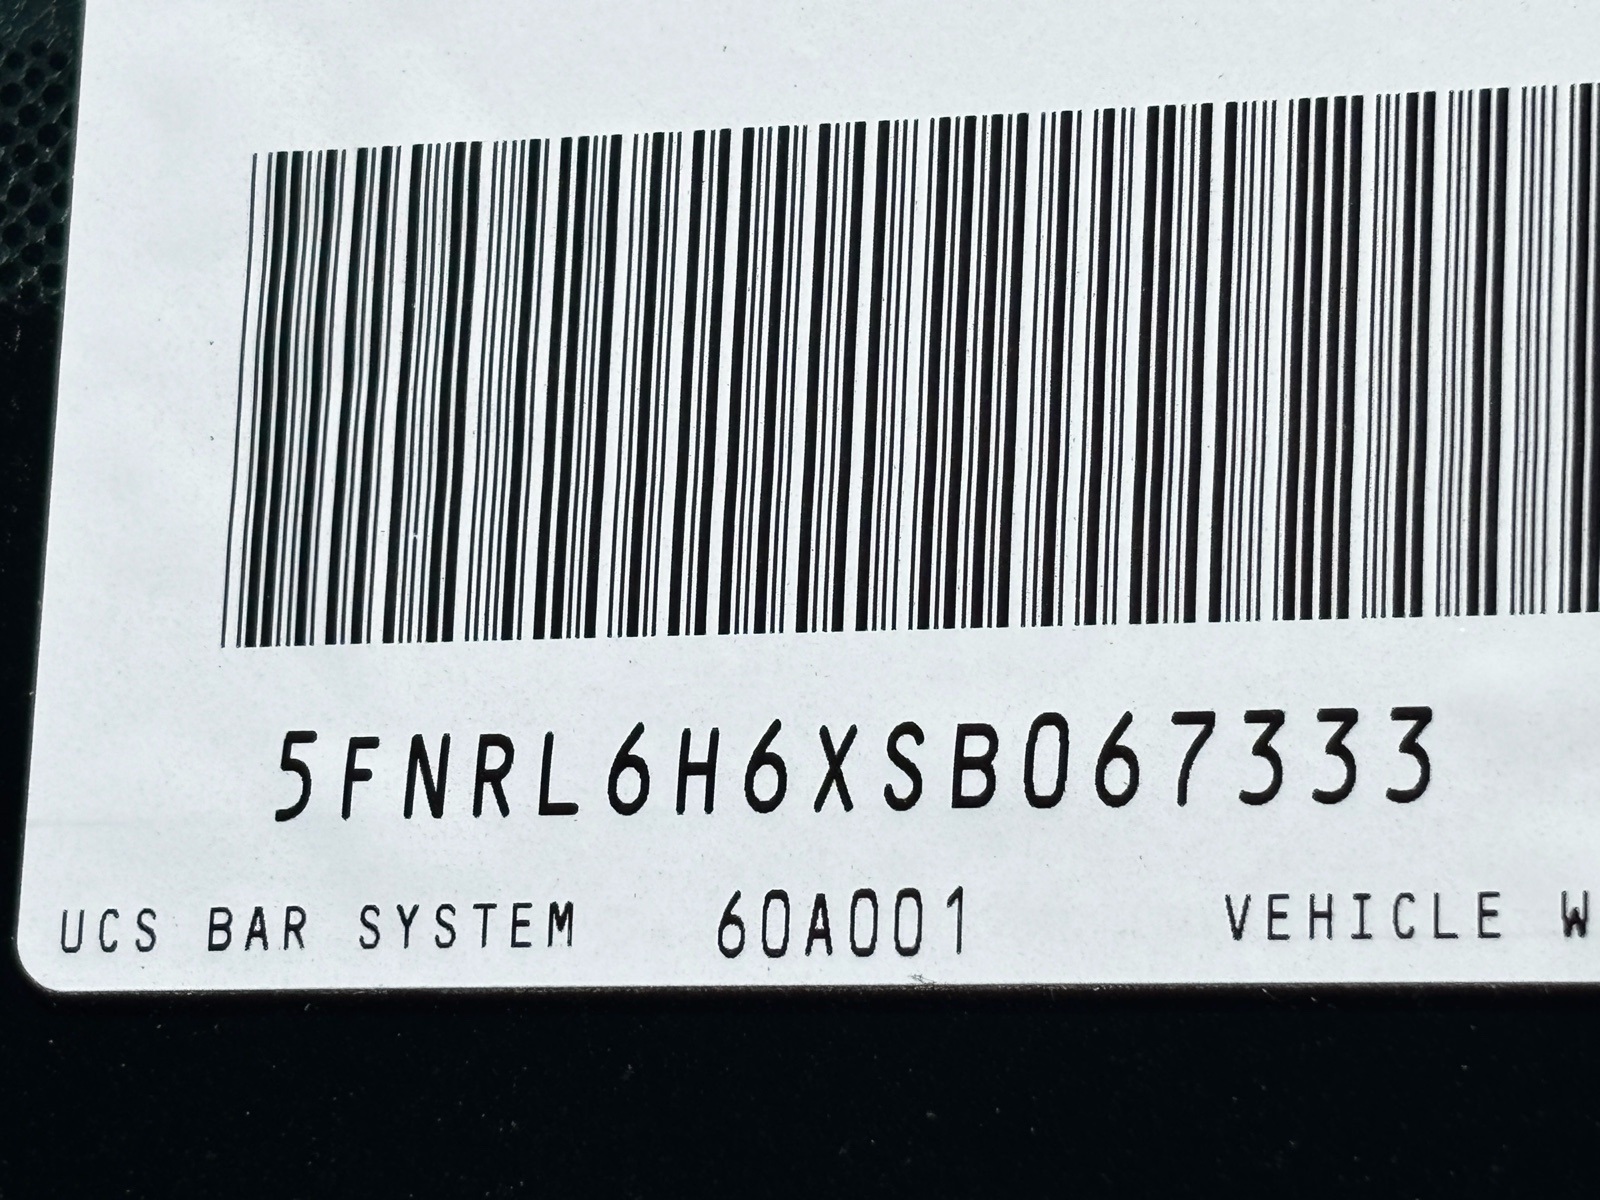 5FNRL6H6XSB067333
UCS BAR SYSTEM 60A001 VEHICLE W